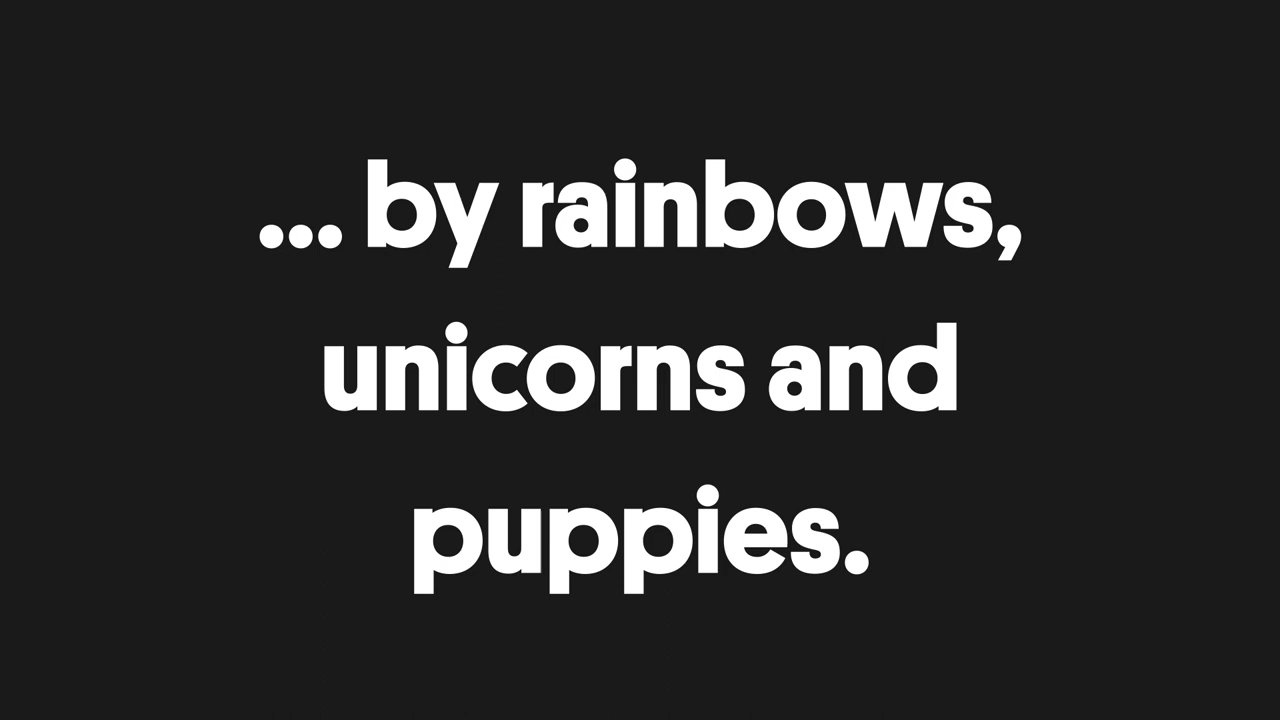 ... by rainbows,
unicorns and
puppies.